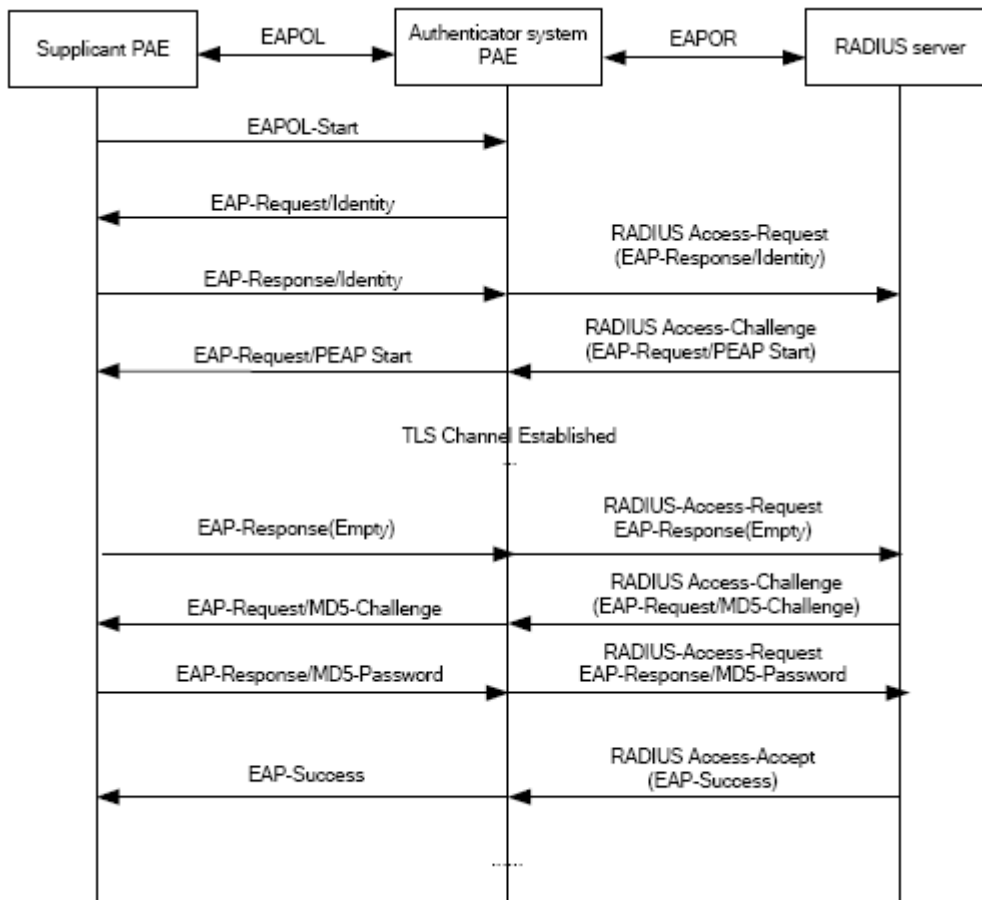 Supplicant PAE
EAPOL
Authenticator system
PAE
EAPOR
RADIUS server
EAPOL-Start
EAP-Request/Identity
RADIUS Access-Request
(EAP-Response/Identity)
EAP-Response/Identity
RADIUS Access-Challenge
(EAP-Request/PEAP Start)
EAP-Request/PEAP Start
TLS Channel Established
RADIUS-Access-Request
EAP-Response(Empty)
EAP-Response(Empty)
RADIUS Access-Challenge
(EAP-Request/MD5-Challenge)
EAP-Request/MD5-Challenge
RADIUS-Access-Request
EAP-Response/MD5-Password
EAP-Response/MD5-Password
RADIUS Access-Accept
(EAP-Success)
EAP-Success